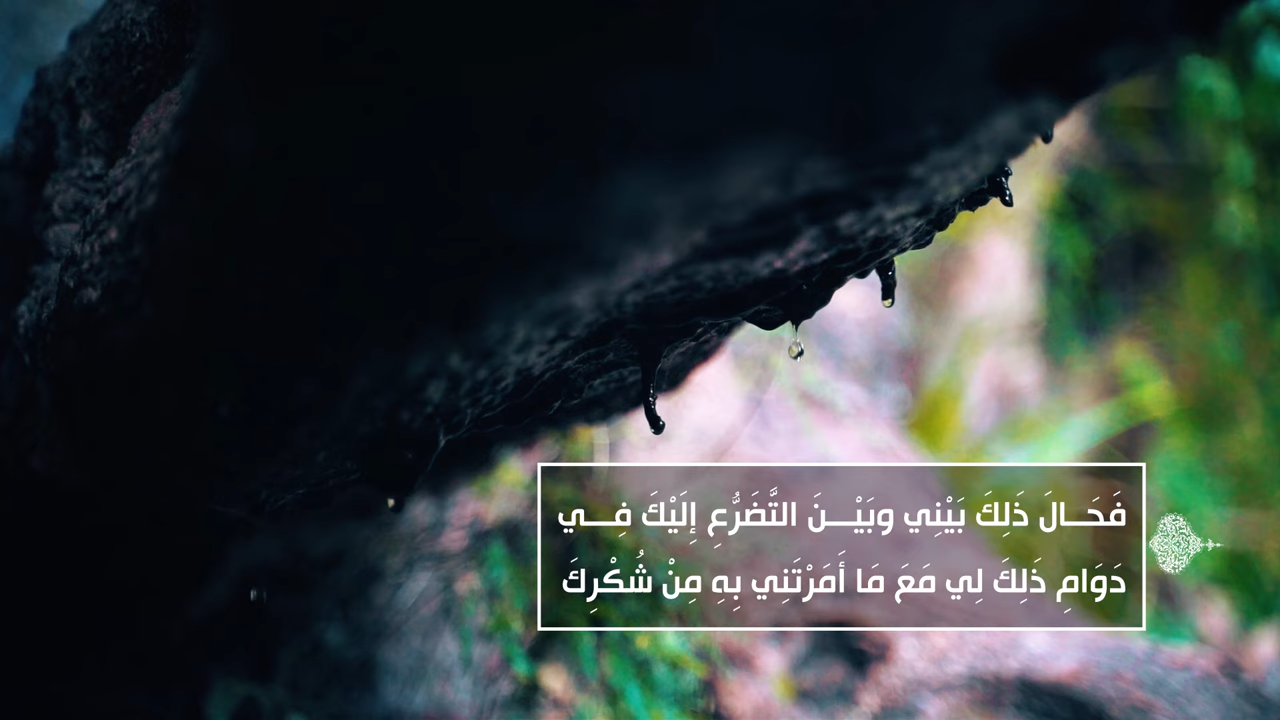 فَحَـالَ ذَلِكَ بَيْنِي وبَيْـنَ التَّضَرُّعِ إِلَيْكَ فِـي
دَوَامِ ذَلِكَ لِي مَعَ مَا أَمَرْتَنِي بِهِ مِنْ شُكْرِكَ